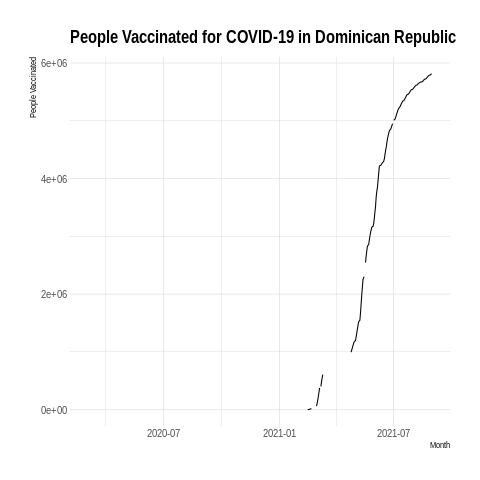 People Vaccinated for COVID-19 in Dominican Republic
People Vaccinated
6e+06
4e+06
2e+06
0e+00
2020-07 2021-01 2021-07
Month